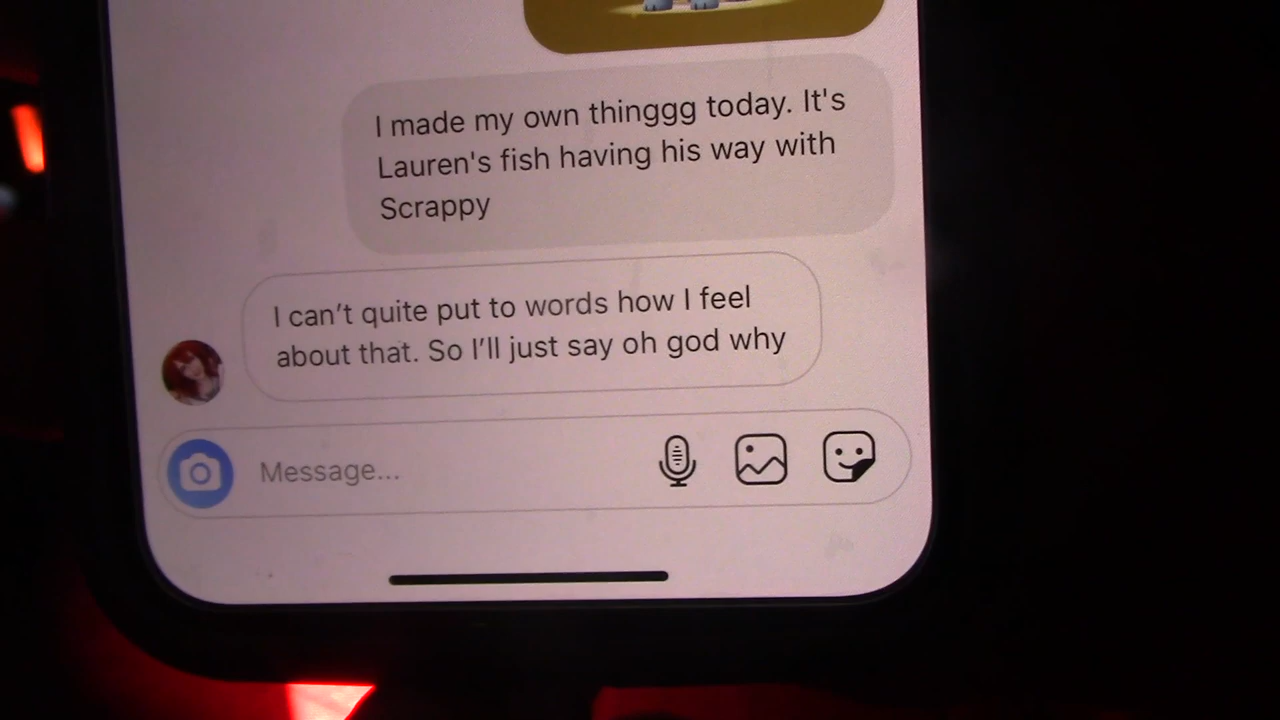 I made my own thinggg today. It's
Lauren's fish having his way with
Scrappy
I can’t quite put to words how I feel
about that. So I’ll just say oh god why
Message...